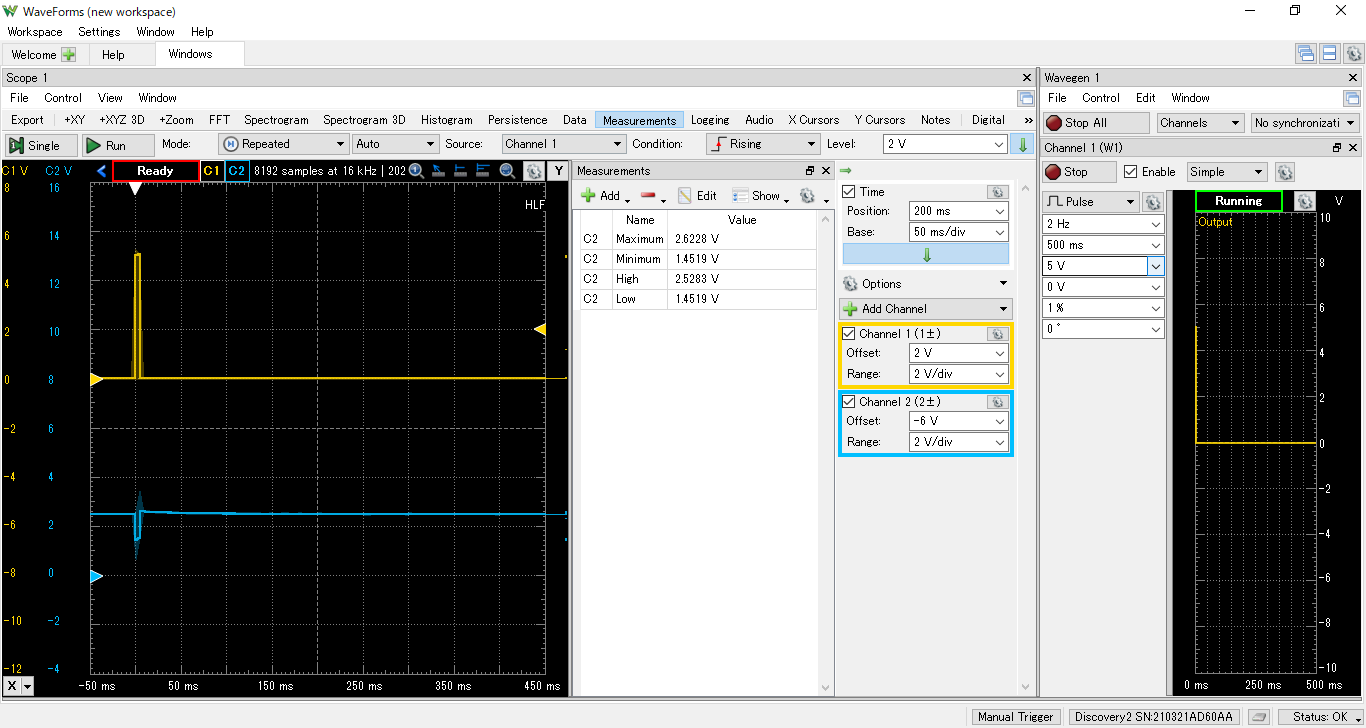 WaveForms (new workspace)
Workspace Settings Window Help
Welcome Help Windows
Scope 1
File Control View Window
Export +XY +XYZ 3D +Zoom FFT Spectrogram Spectrogram 3D Histogram Persistence Data Measurements Logging Audio X Cursors Y Cursors Notes Digital »
Single Run Mode: Repeated Auto Source: Channel 1 Condition: Rising Level: 2 V
C1 V C2 V Ready C1 C2 8192 samples at 16 kHz | 202 Y
HLF
8 16
6 14
4 12
2 10
0 8
-2 6
-4 4
-6 2
-8 0
-10 -2
-12 -4
X -50 ms 50 ms 150 ms 250 ms 350 ms 450 ms
Measurements
Add Edit Show
Name Value
C2 Maximum 2.6228 V
C2 Minimum 1.4519 V
C2 High 2.5283 V
C2 Low 1.4519 V
Time
Position: 200 ms
Base: 50 ms/div
Options
Add Channel
Channel 1 (1±)
Offset: 2 V
Range: 2 V/div
Channel 2 (2±)
Offset: -6 V
Range: 2 V/div
Wavegen 1
File Control Edit Window
Stop All Channels No synchronizati
Channel 1 (W1)
Stop Enable Simple
Pulse
2 Hz
500 ms
5 V
0 V
1 %
0 °
Running V
Output
10
8
6
4
2
0
-2
-4
-6
-8
-10
0 ms 250 ms 500 ms
Manual Trigger Discovery2 SN:210321AD60AA Status: OK